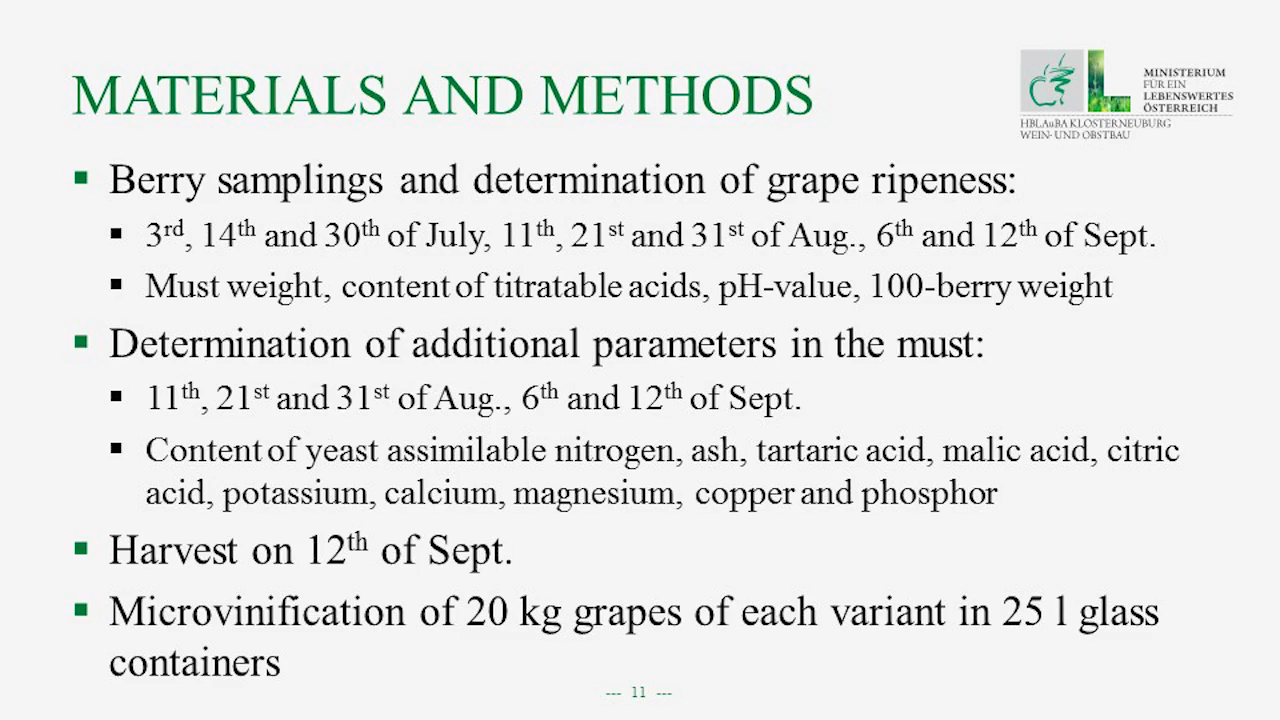 MATERIALS AND METHODS
MINISTERIUM
FÜR EIN
LEBENSWERTES
ÖSTERREICH
HBLAuBA KLOSTERNEUBURG
WEIN- UND OBSTBAU
▪ Berry samplings and determination of grape ripeness:
▪ 3rd, 14th and 30th of July, 11th, 21st and 31st of Aug., 6th and 12th of Sept.
▪ Must weight, content of titratable acids, pH-value, 100-berry weight
▪ Determination of additional parameters in the must:
▪ 11th, 21st and 31st of Aug., 6th and 12th of Sept.
▪ Content of yeast assimilable nitrogen, ash, tartaric acid, malic acid, citric
acid, potassium, calcium, magnesium, copper and phosphor
▪ Harvest on 12th of Sept.
▪ Microvinification of 20 kg grapes of each variant in 25 l glass
containers
--- 11 ---